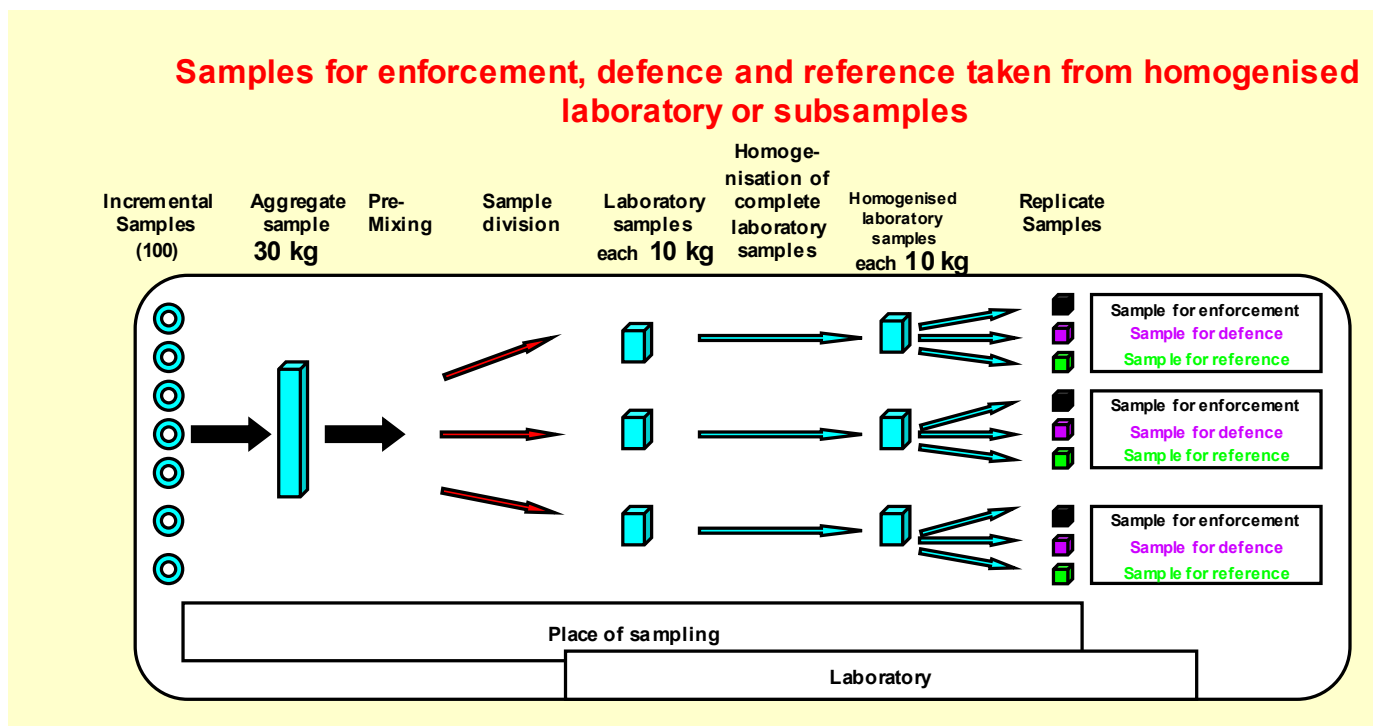 Samples for enforcement, defence and reference taken from homogenised
laboratory or subsamples
Incremental
Samples
(100)
Aggregate
sample
30 kg
Pre-
Mixing
Sample
division
Laboratory
samples
each 10 kg
Homoge-
nisation of
complete
laboratory
samples
Homogenised
laboratory
samples
each 10 kg
Replicate
Samples
Sample for enforcement
Sample for defence
Sample for reference
Sample for enforcement
Sample for defence
Sample for reference
Sample for enforcement
Sample for defence
Sample for reference
Place of sampling
Laboratory